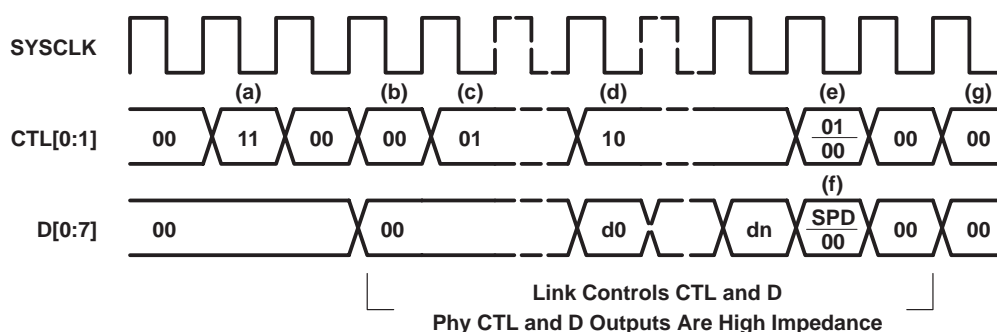 SYSCLK
(a) (b) (c) (d) (e) (g)
CTL[0:1] 00 11 00 00 01 10 01 00 00 00
00
(f)
D[0:7] 00 00 d0 dn SPD 00 00 00
Link Controls CTL and D
Phy CTL and D Outputs Are High Impedance